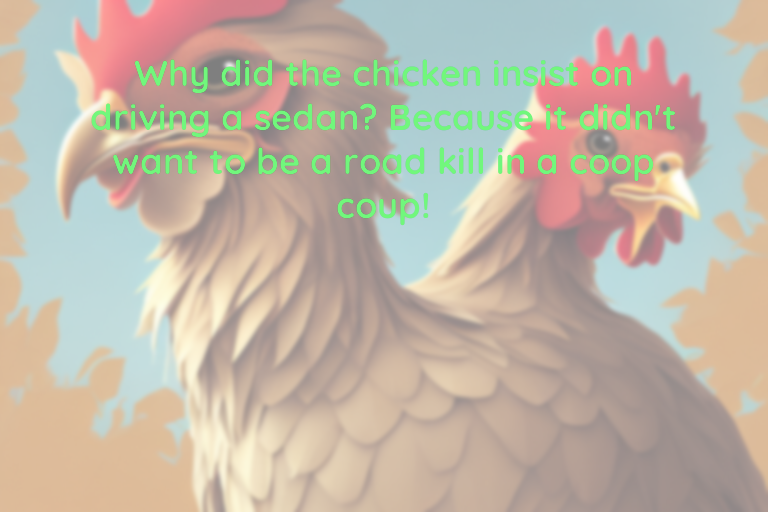 Why did the chicken insist on
driving a sedan? Because it didn't
want to be a road kill in a coop
coup!